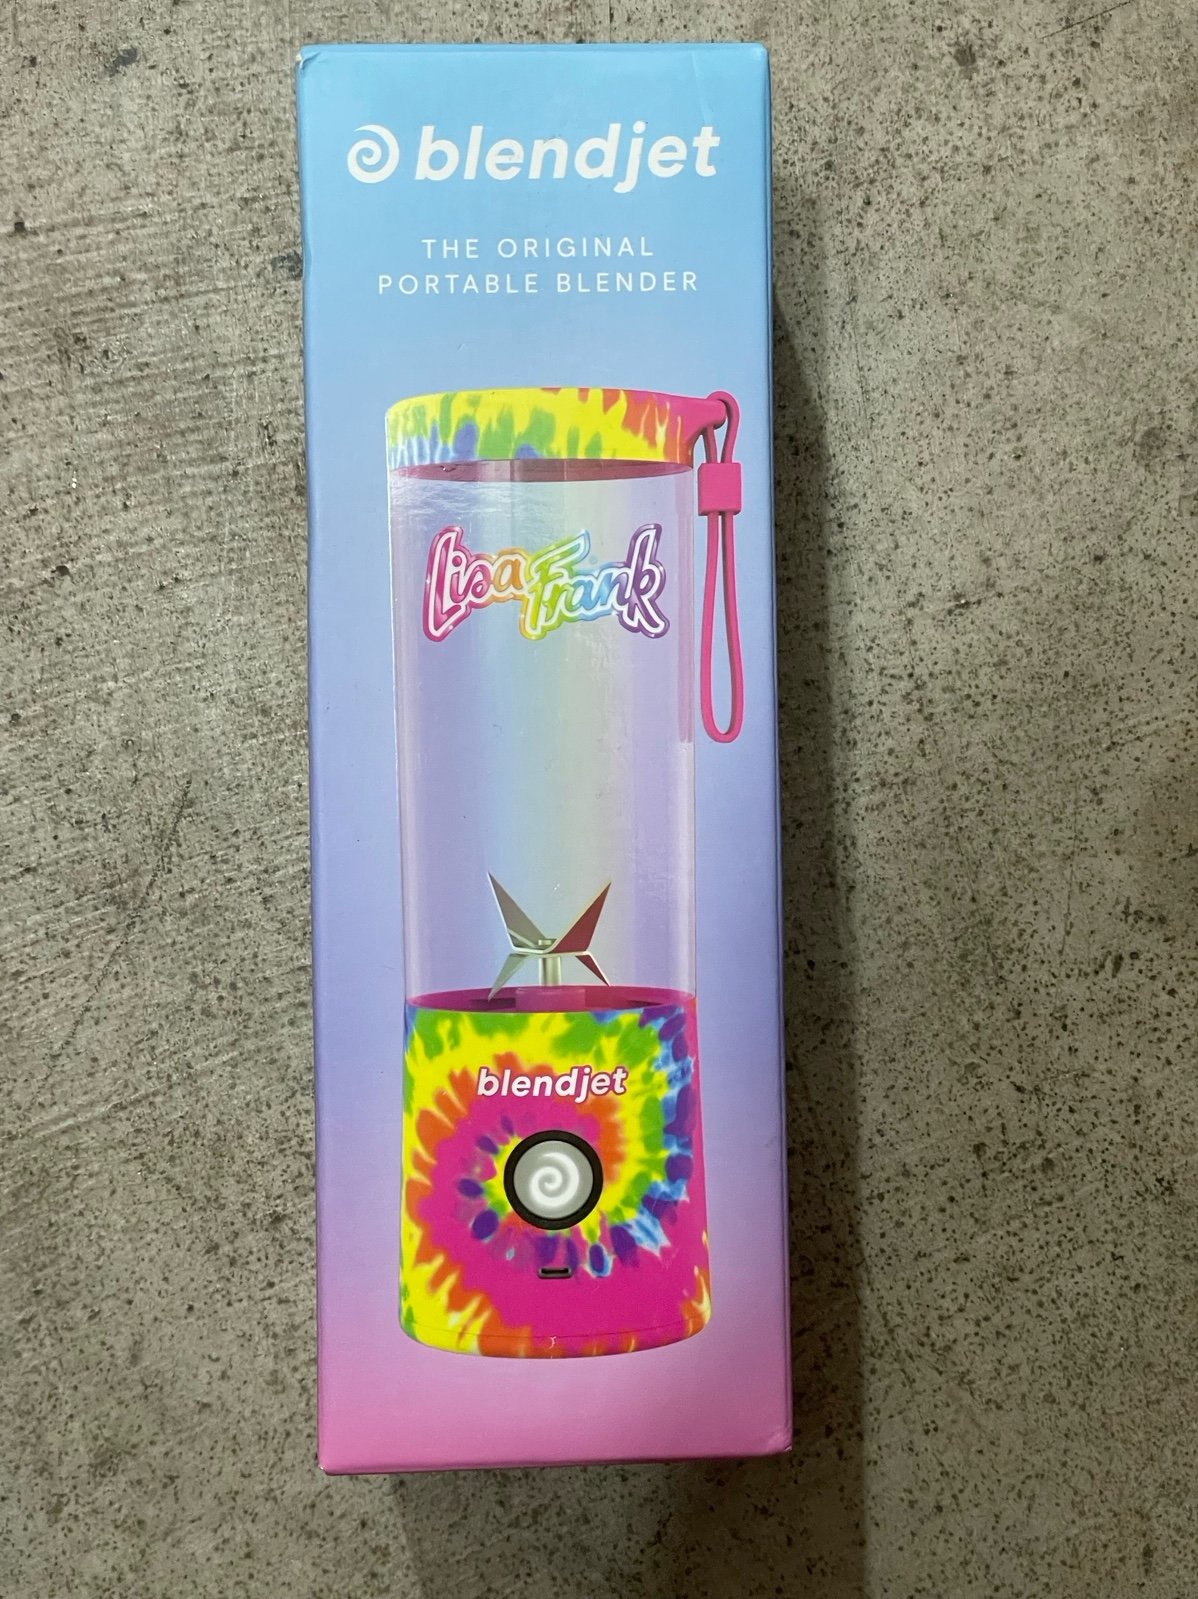 blendjet
THE ORIGINAL
PORTABLE BLENDER
Lisa Frank
blendjet